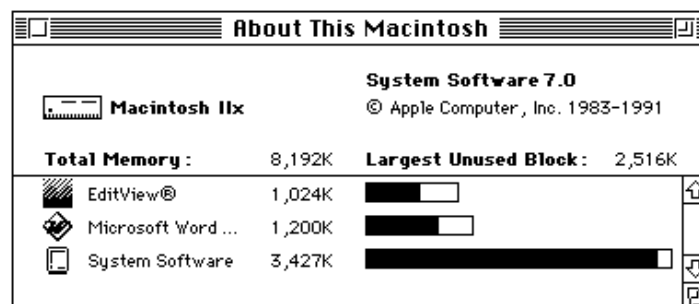 About This Macintosh
System Software 7.0
Macintosh IIx © Apple Computer, Inc. 1983-1991
Total Memory: 8,192K Largest Unused Block: 2,516K
EditView® 1,024K
Microsoft Word ... 1,200K
System Software 3,427K